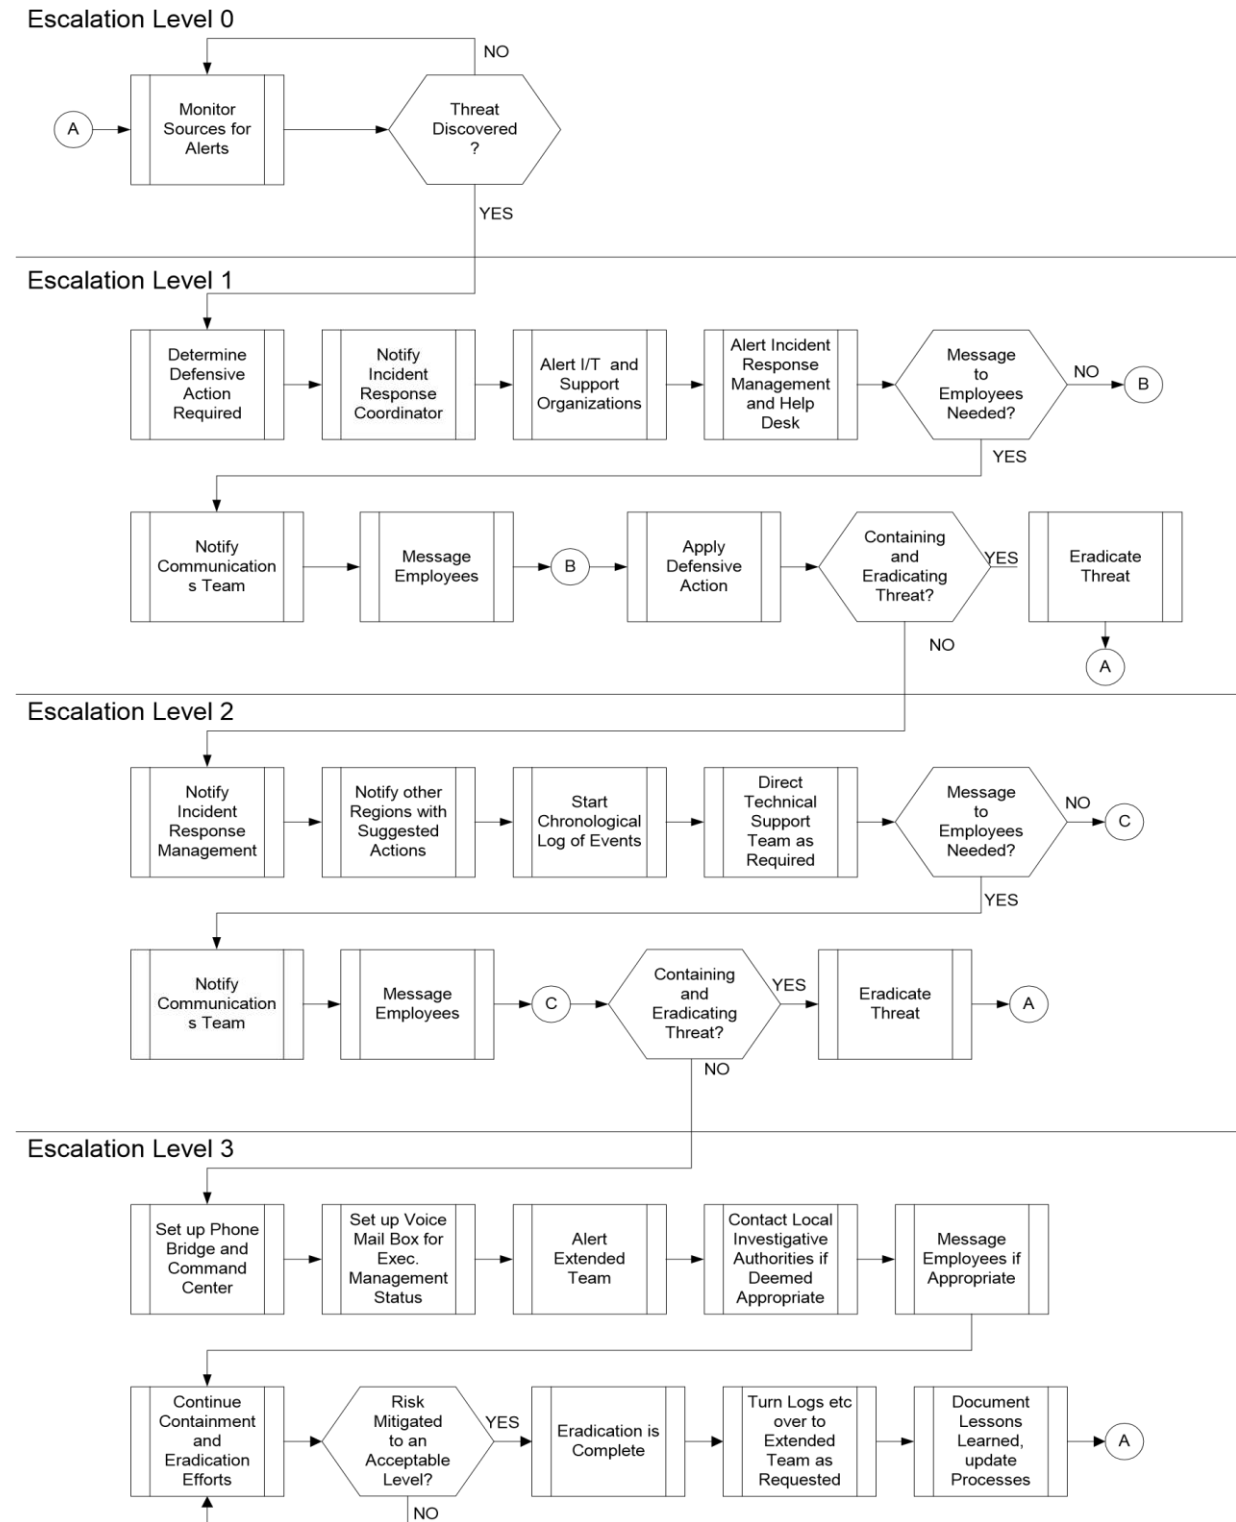 Escalation Level 0
NO
A
Monitor
Sources for
Alerts
Threat
Discovered
?
YES
Escalation Level 1
Determine
Defensive
Action
Required
Notify
Incident
Response
Coordinator
Alert I/T and
Support
Organizations
Alert Incident
Response
Management
and Help
Desk
Message
to
Employees
Needed?
NO
B
YES
Notify
Communication
s Team
Message
Employees
B
Apply
Defensive
Action
Containing
and
Eradicating
Threat?
YES
Eradicate
Threat
NO
A
Escalation Level 2
Notify
Incident
Response
Management
Notify other
Regions with
Suggested
Actions
Start
Chronological
Log of Events
Direct
Technical
Support
Team as
Required
Message
to
Employees
Needed?
NO
C
YES
Notify
Communication
s Team
Message
Employees
C
Containing
and
Eradicating
Threat?
YES
Eradicate
Threat
A
NO
Escalation Level 3
Set up Phone
Bridge and
Command
Center
Set up Voice
Mail Box for
Exec.
Management
Status
Alert
Extended
Team
Contact Local
Investigative
Authorities if
Deemed
Appropriate
Message
Employees if
Appropriate
Continue
Containment
and
Eradication
Efforts
Risk
Mitigated
to an
Acceptable
Level?
YES
Eradication is
Complete
Turn Logs etc
over to
Extended
Team as
Requested
Document
Lessons
Learned,
update
Processes
A
NO